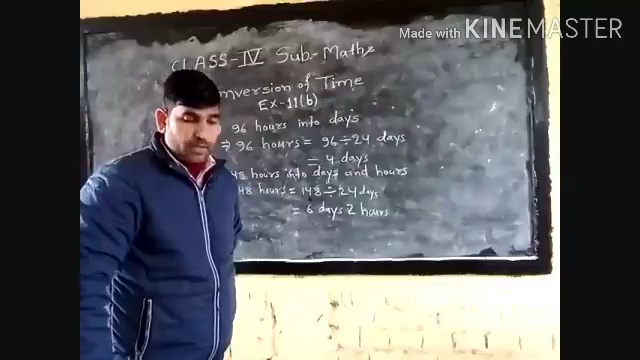 Made with KINEMASTER
CLASS-IV Sub.- Maths
nversion of Time
EX-11(b)
96 hours into days
⇒ 96 hours = 96 ÷ 24 days
= 4 days
48 hours into days and hours
48 hours = 148 ÷ 24 days
= 6 days 2 hours